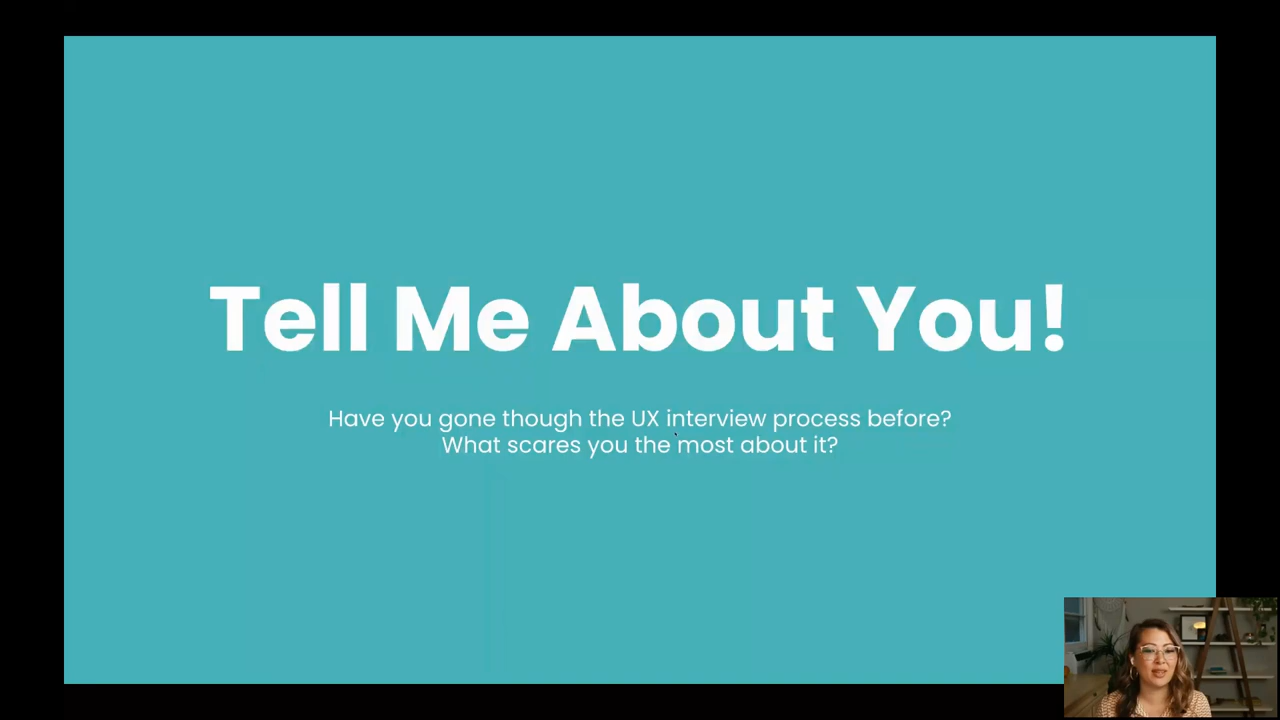 Tell Me About You!
Have you gone though the UX interview process before?
What scares you the most about it?